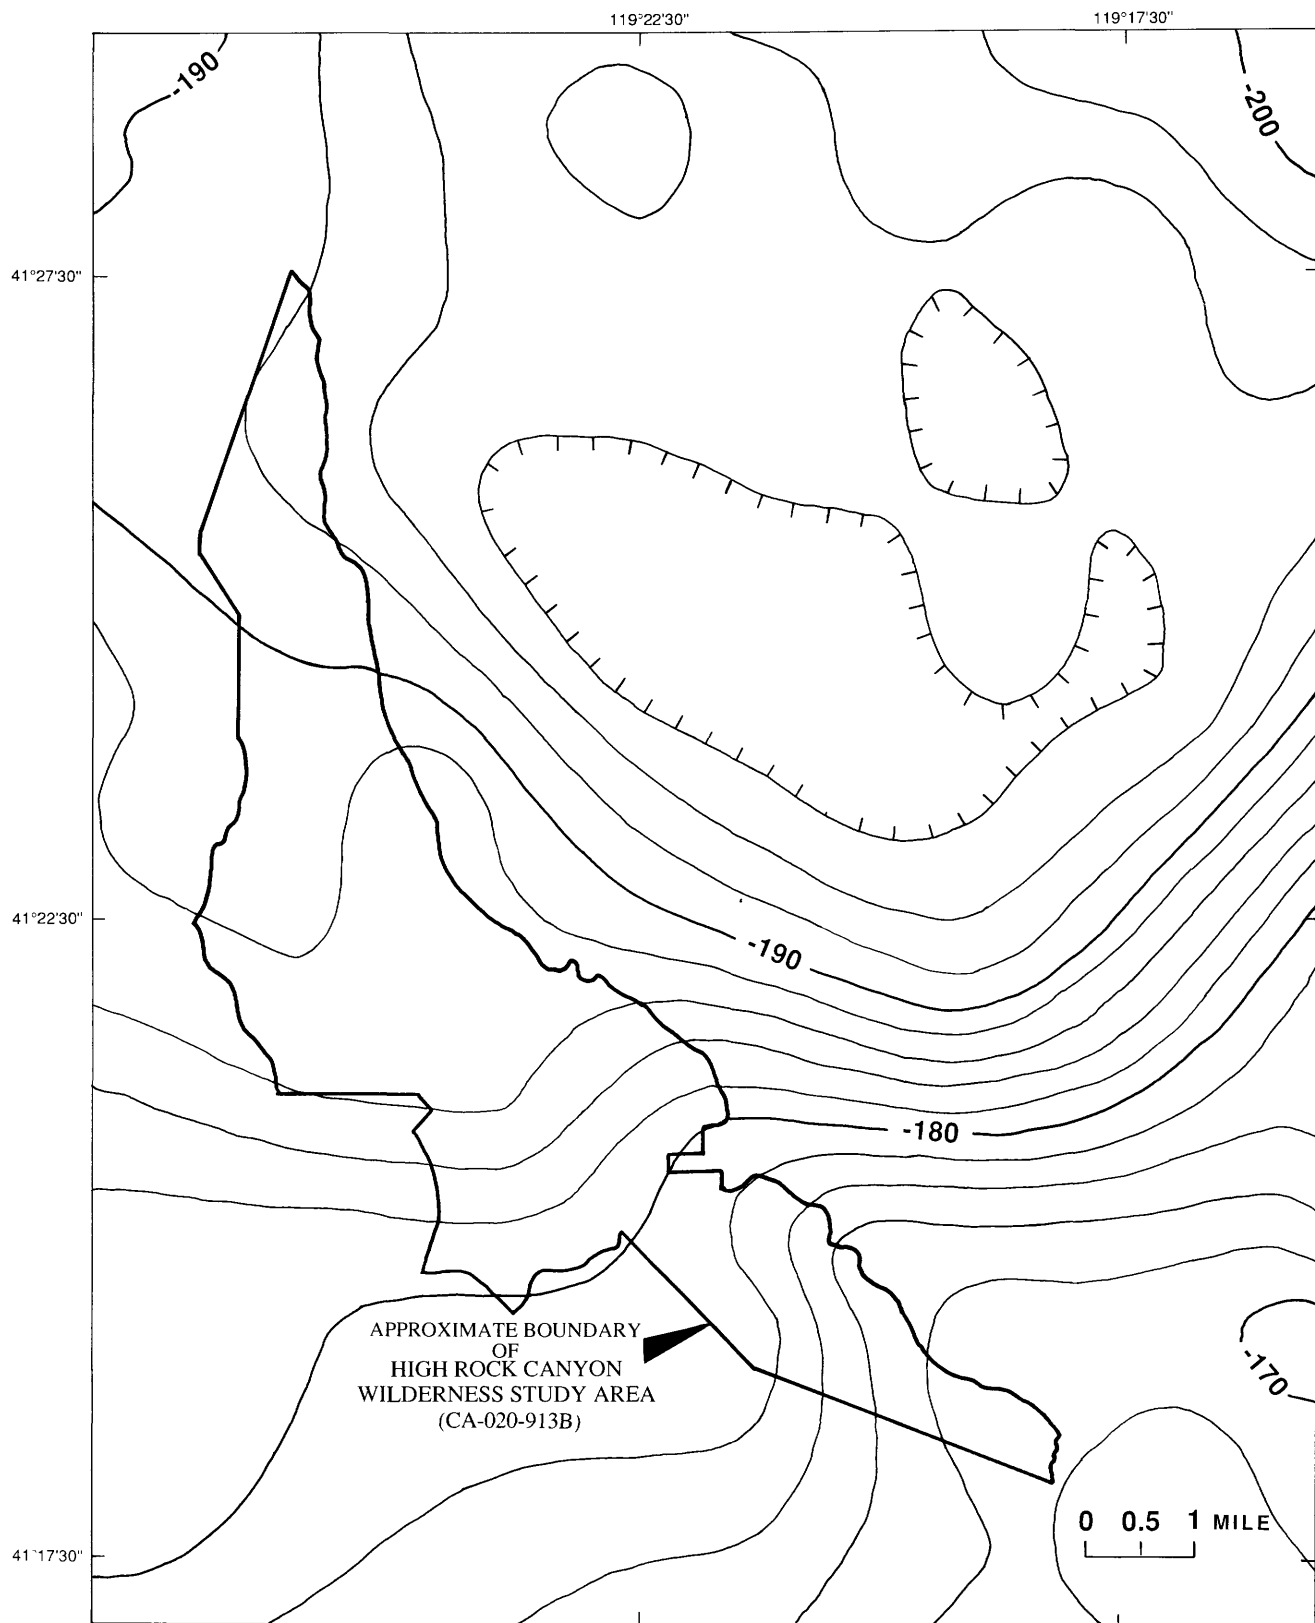 119°22'30"
119°17'30"
-190
-200
41°27'30"
41°22'30"
-190
-180
APPROXIMATE BOUNDARY
OF
HIGH ROCK CANYON
WILDERNESS STUDY AREA
(CA-020-913B)
-170
0 0.5 1 MILE
41°17'30"